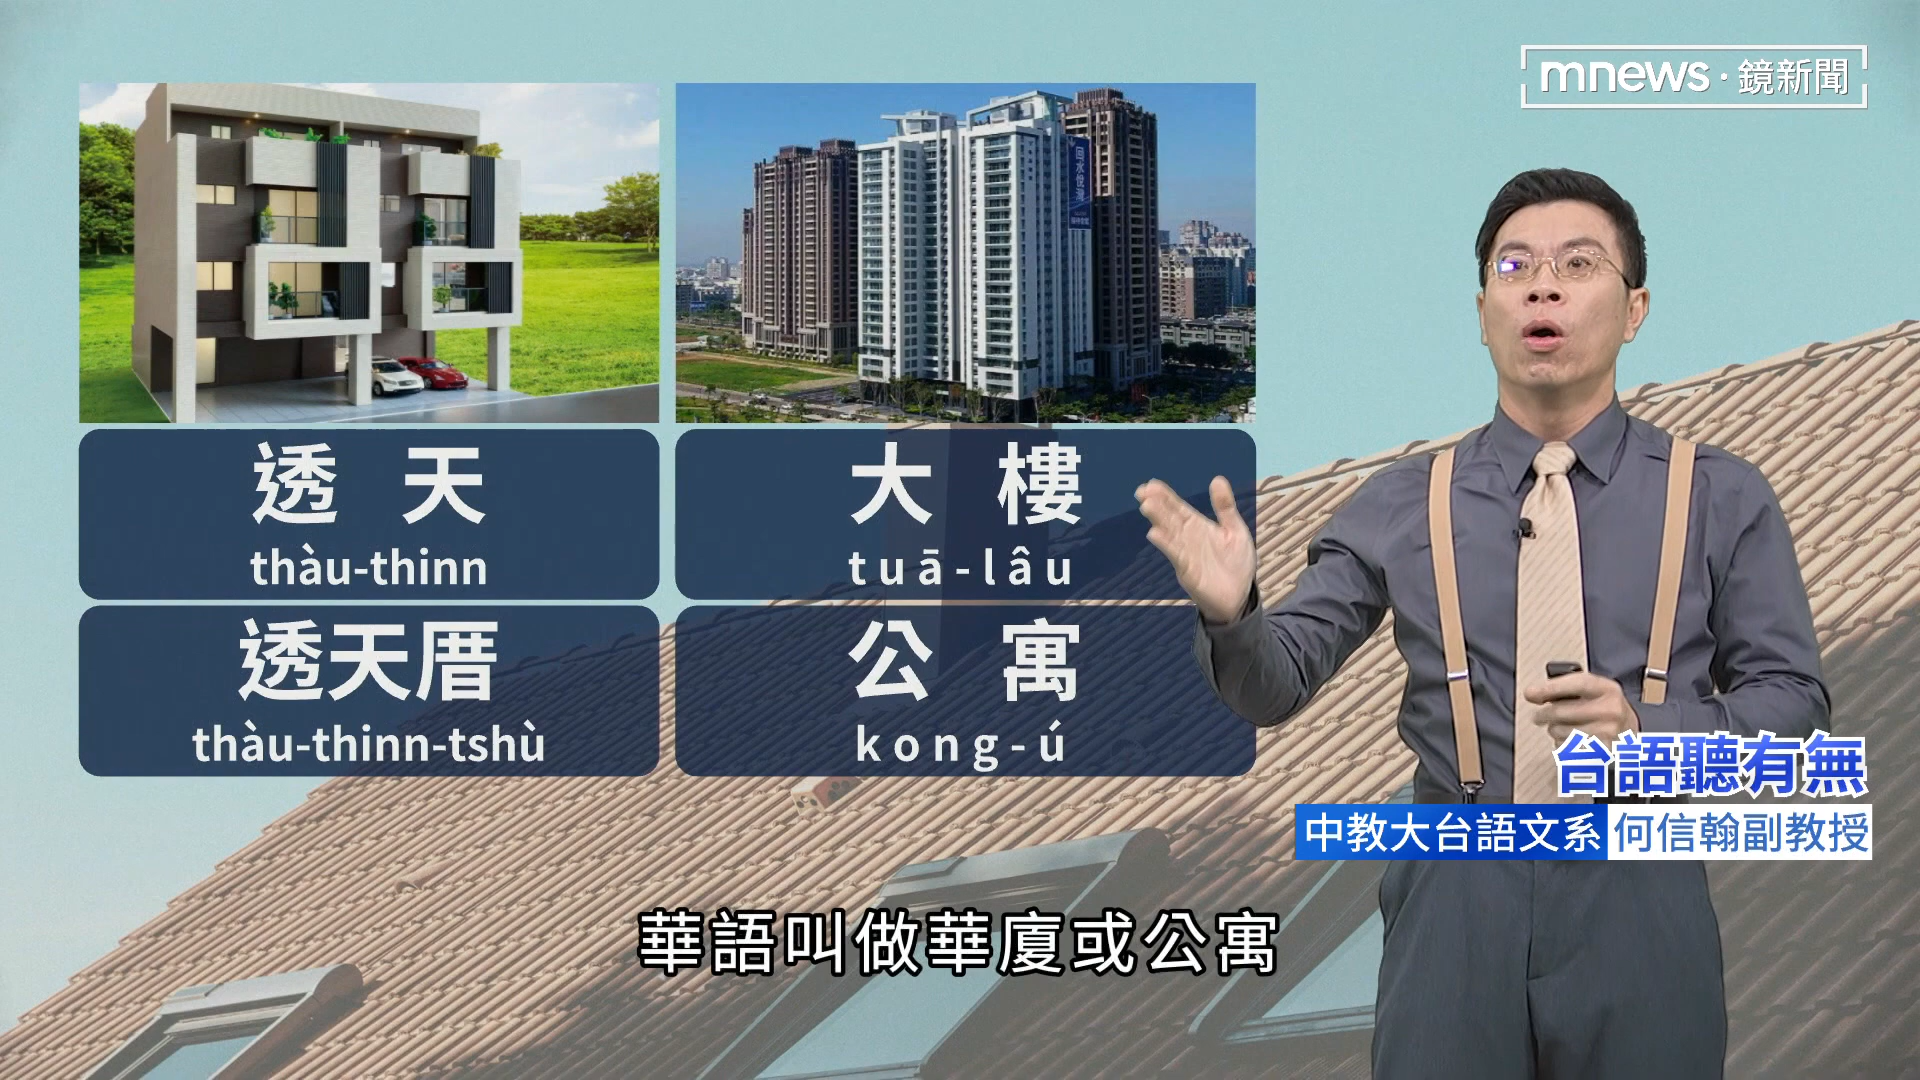 mnews·鏡新聞
透天
thàu-thinn
大樓
tuā-lâu
透天厝
thàu-thinn-tshù
公寓
kong-ú
台語聽有無
中教大台語文系 何信翰副教授
華語叫做華廈或公寓